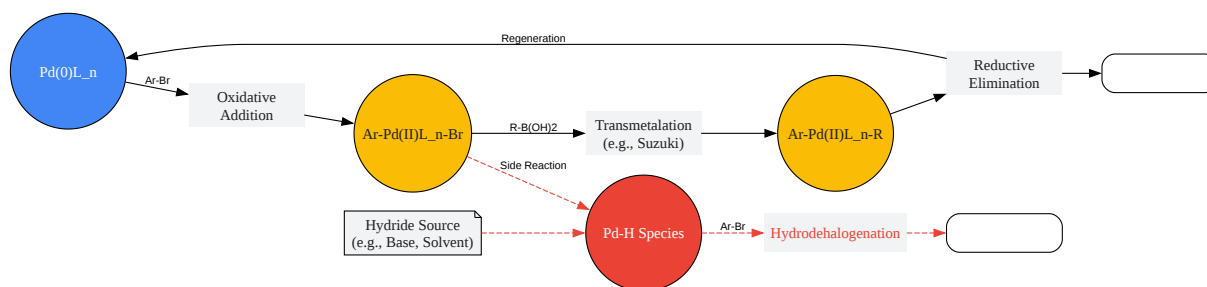 Regeneration
Pd(0)L_n
Ar-Br
Oxidative
Addition
Ar-Pd(II)L_n-Br
R-B(OH)2
Transmetalation
(e.g., Suzuki)
Ar-Pd(II)L_n-R
Reductive
Elimination
Side Reaction
Hydride Source
(e.g., Base, Solvent)
Pd-H Species
Ar-Br
Hydrodehalogenation